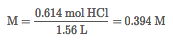 M = 0.614 mol HCl / 1.56 L = 0.394 M